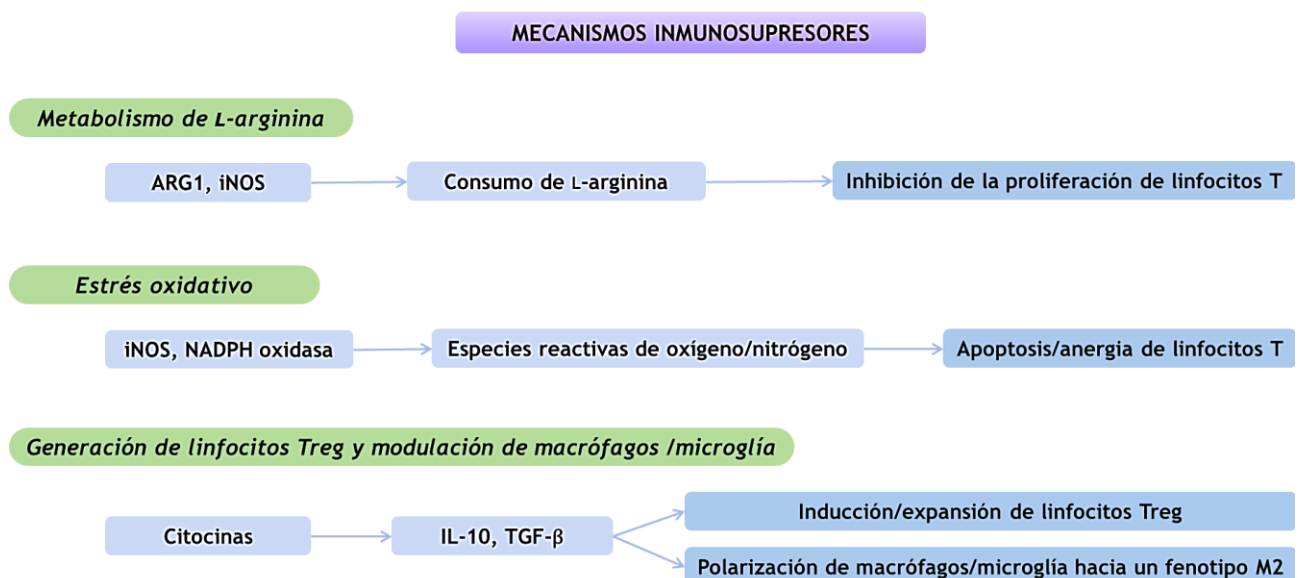 MECANISMOS INMUNOSUPRESORES
Metabolismo de L-arginina
ARG1, iNOS
Consumo de L-arginina
Inhibición de la proliferación de linfocitos T
Estrés oxidativo
iNOS, NADPH oxidasa
Especies reactivas de oxígeno/nitrógeno
Apoptosis/anergia de linfocitos T
Generación de linfocitos Treg y modulación de macrófagos /microglía
Citocinas
IL-10, TGF-β
Inducción/expansión de linfocitos Treg
Polarización de macrófagos/microglía hacia un fenotipo M2